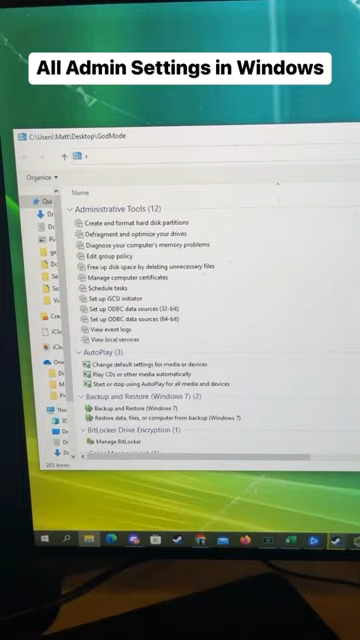 All Admin Settings in Windows
C:\Users\Matt\Desktop\GodMode
Organize
Qui
Name
Administrative Tools (12)
Create and format hard disk partitions
Defragment and optimize your drives
Diagnose your computer's memory problems
Edit group policy
Free up disk space by deleting unnecessary files
Manage computer certificates
Schedule tasks
Set up iSCSI initiator
Set up ODBC data sources (32-bit)
Set up ODBC data sources (64-bit)
View event logs
View local services
AutoPlay (3)
Change default settings for media or devices
Play CDs or other media automatically
Start or stop using AutoPlay for all media and devices
Backup and Restore (Windows 7) (2)
Backup and Restore (Windows 7)
Restore data, files, or computer from backup (Windows 7)
BitLocker Drive Encryption (1)
Manage BitLocker
203 items